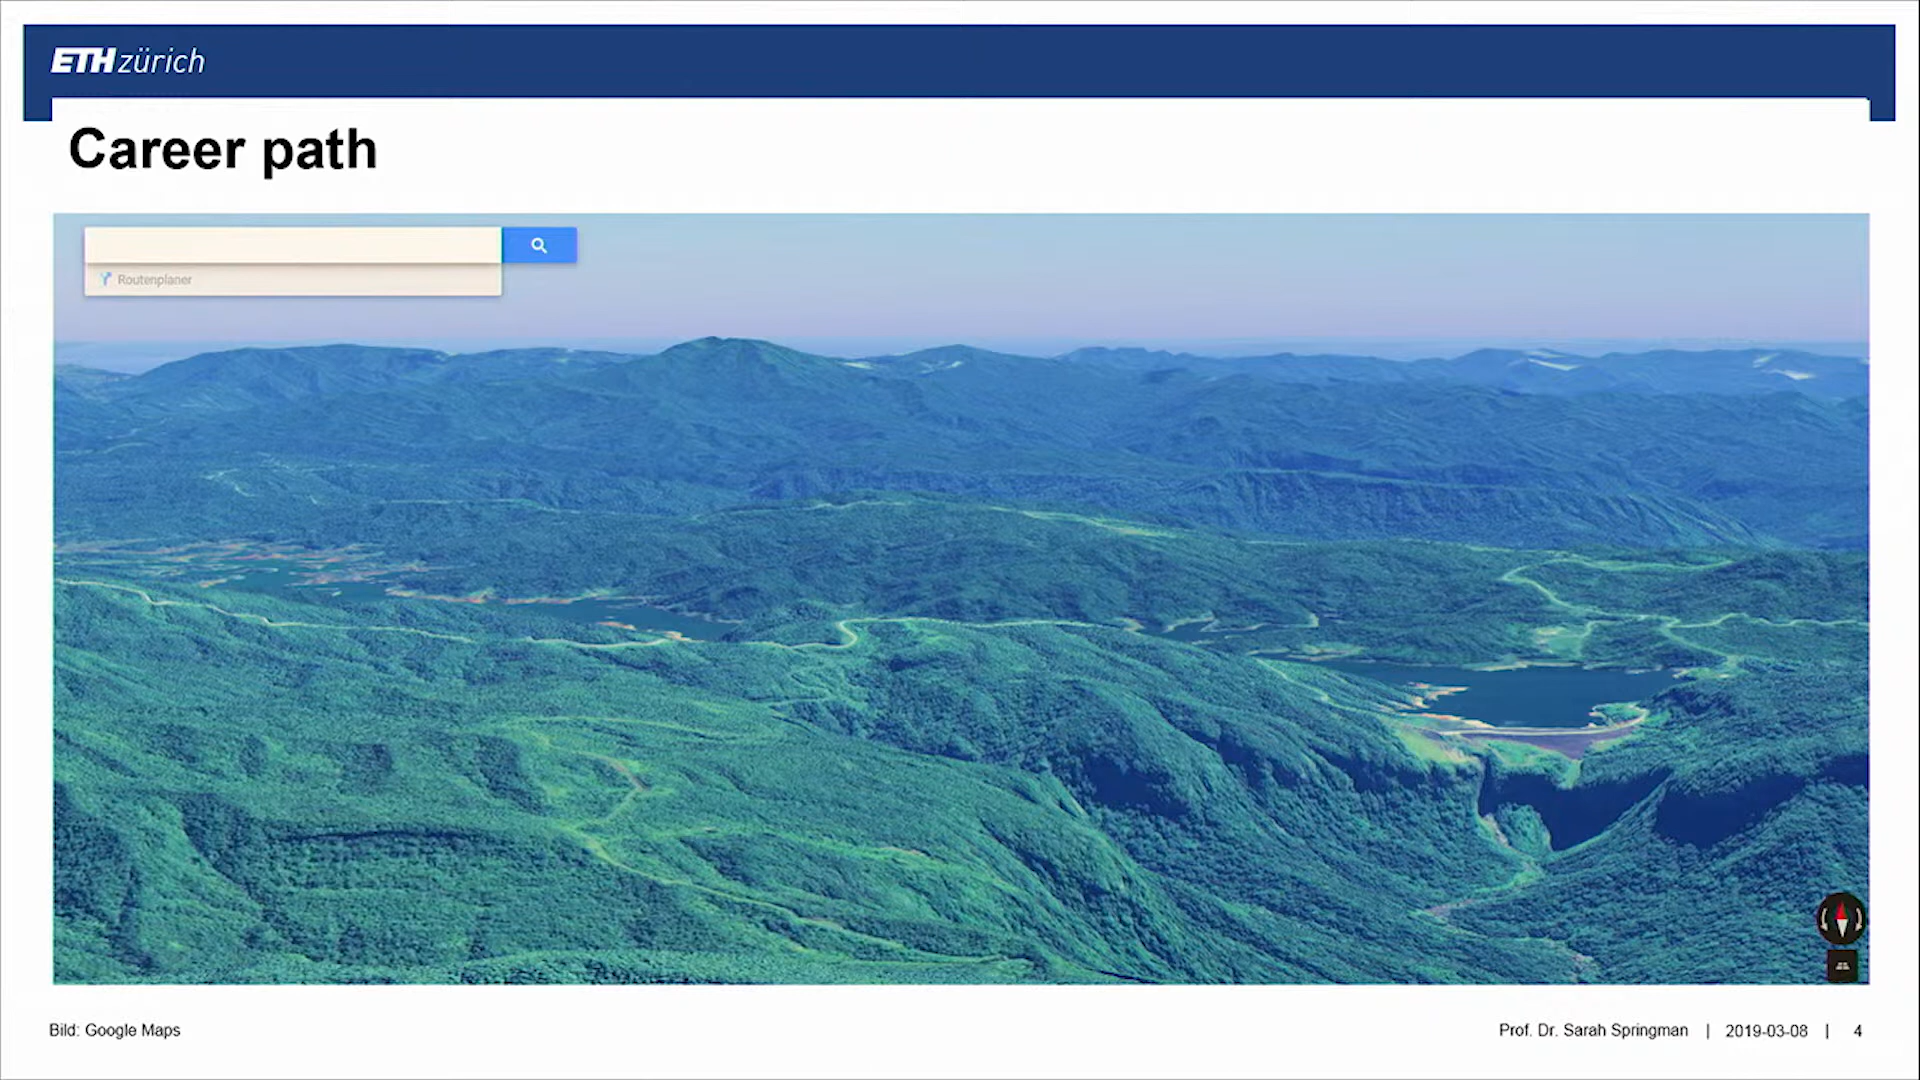 ETH zürich
Career path
Routenplaner
Bild: Google Maps
Prof. Dr. Sarah Springman | 2019-03-08 | 4